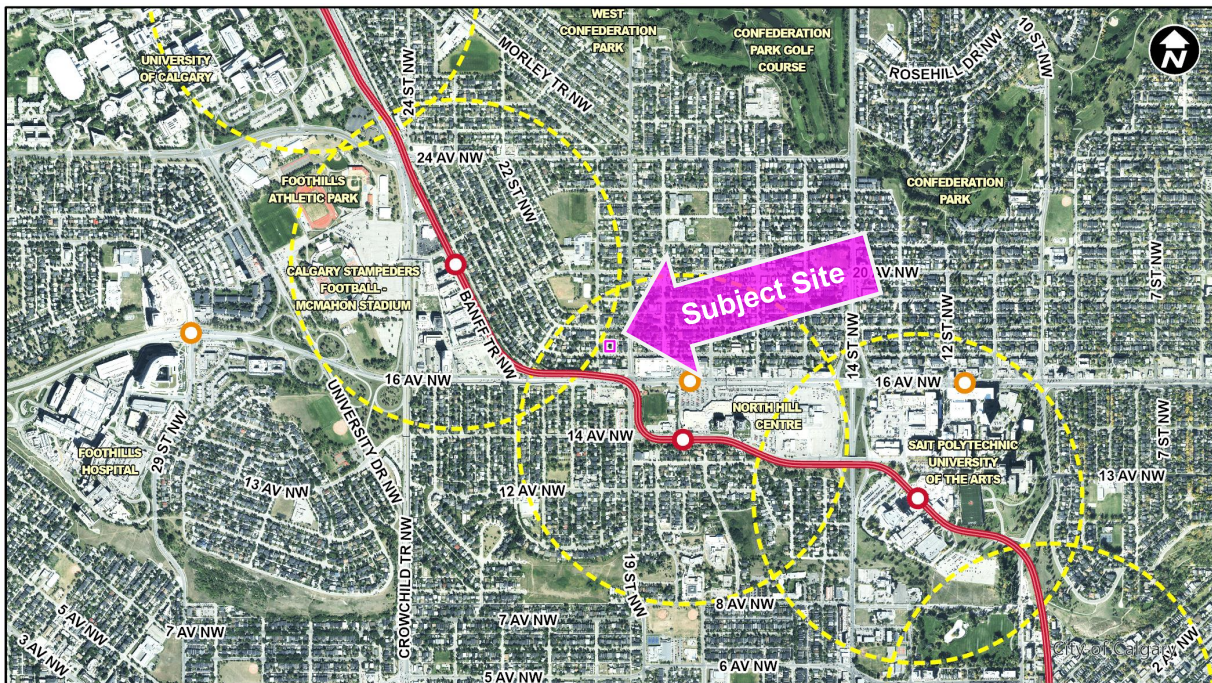 WEST
CONFEDERATION
PARK
CONFEDERATION
PARK GOLF
COURSE
10 ST NW
N
UNIVERSITY
OF CALGARY
24 ST NW
MORLEY TR NW
ROSEHILL DR NW
24 AV NW
22 ST NW
FOOTHILLS
ATHLETIC PARK
CONFEDERATION
PARK
CALGARY STAMPEDERS
FOOTBALL -
MCMAHON STADIUM
Subject Site
20 AV NW
7 ST NW
BANFF TR NW
14 ST NW
12 ST NW
16 AV NW
16 AV NW
UNIVERSITY DR NW
29 ST NW
NORTH HILL
CENTRE
14 AV NW
7 ST NW
FOOTHILLS
HOSPITAL
SAIT POLYTECHNIC
UNIVERSITY
OF THE ARTS
13 AV NW
13 AV NW
12 AV NW
CROWCHILD TR NW
19 ST NW
8 AV NW
5 AV NW
7 AV NW
7 AV NW
3 AV NW
6 AV NW
5 AV NW
City of Calgary
2 AV NW